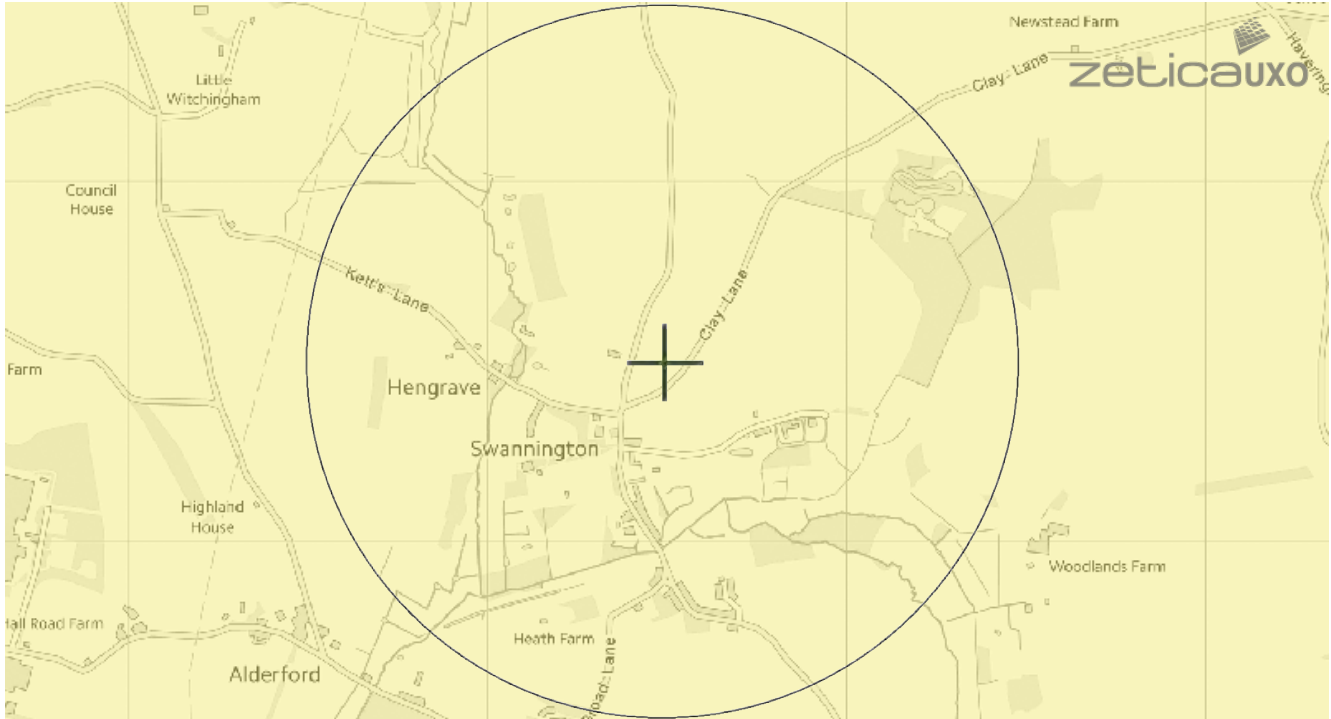 Newstead Farm
zeticauxo
Little
Witchingham
Clay Lane
Council
House
Kett's Lane
Clay Lane
Farm
Hengrave
Swannington
Highland
House
Woodlands Farm
Hall Road Farm
Heath Farm
Alderford
Broad Lane